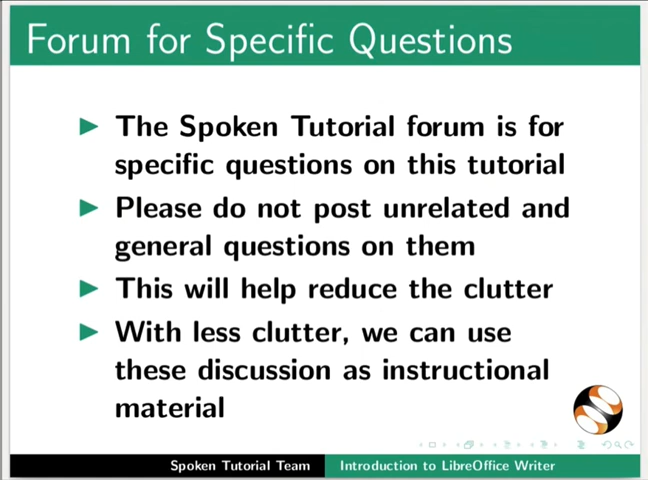 Forum for Specific Questions
The Spoken Tutorial forum is for
specific questions on this tutorial
Please do not post unrelated and
general questions on them
This will help reduce the clutter
With less clutter, we can use
these discussion as instructional
material
Spoken Tutorial Team
Introduction to LibreOffice Writer